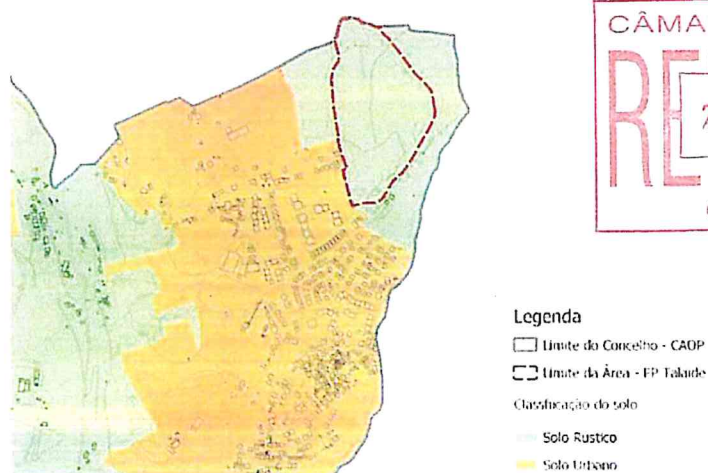 CÂMA
RE
2
Legenda
Limite do Concelho - CAOP
Limite da Área - EP Talaíde
Classificação do solo
Solo Rustico
Solo Urbano